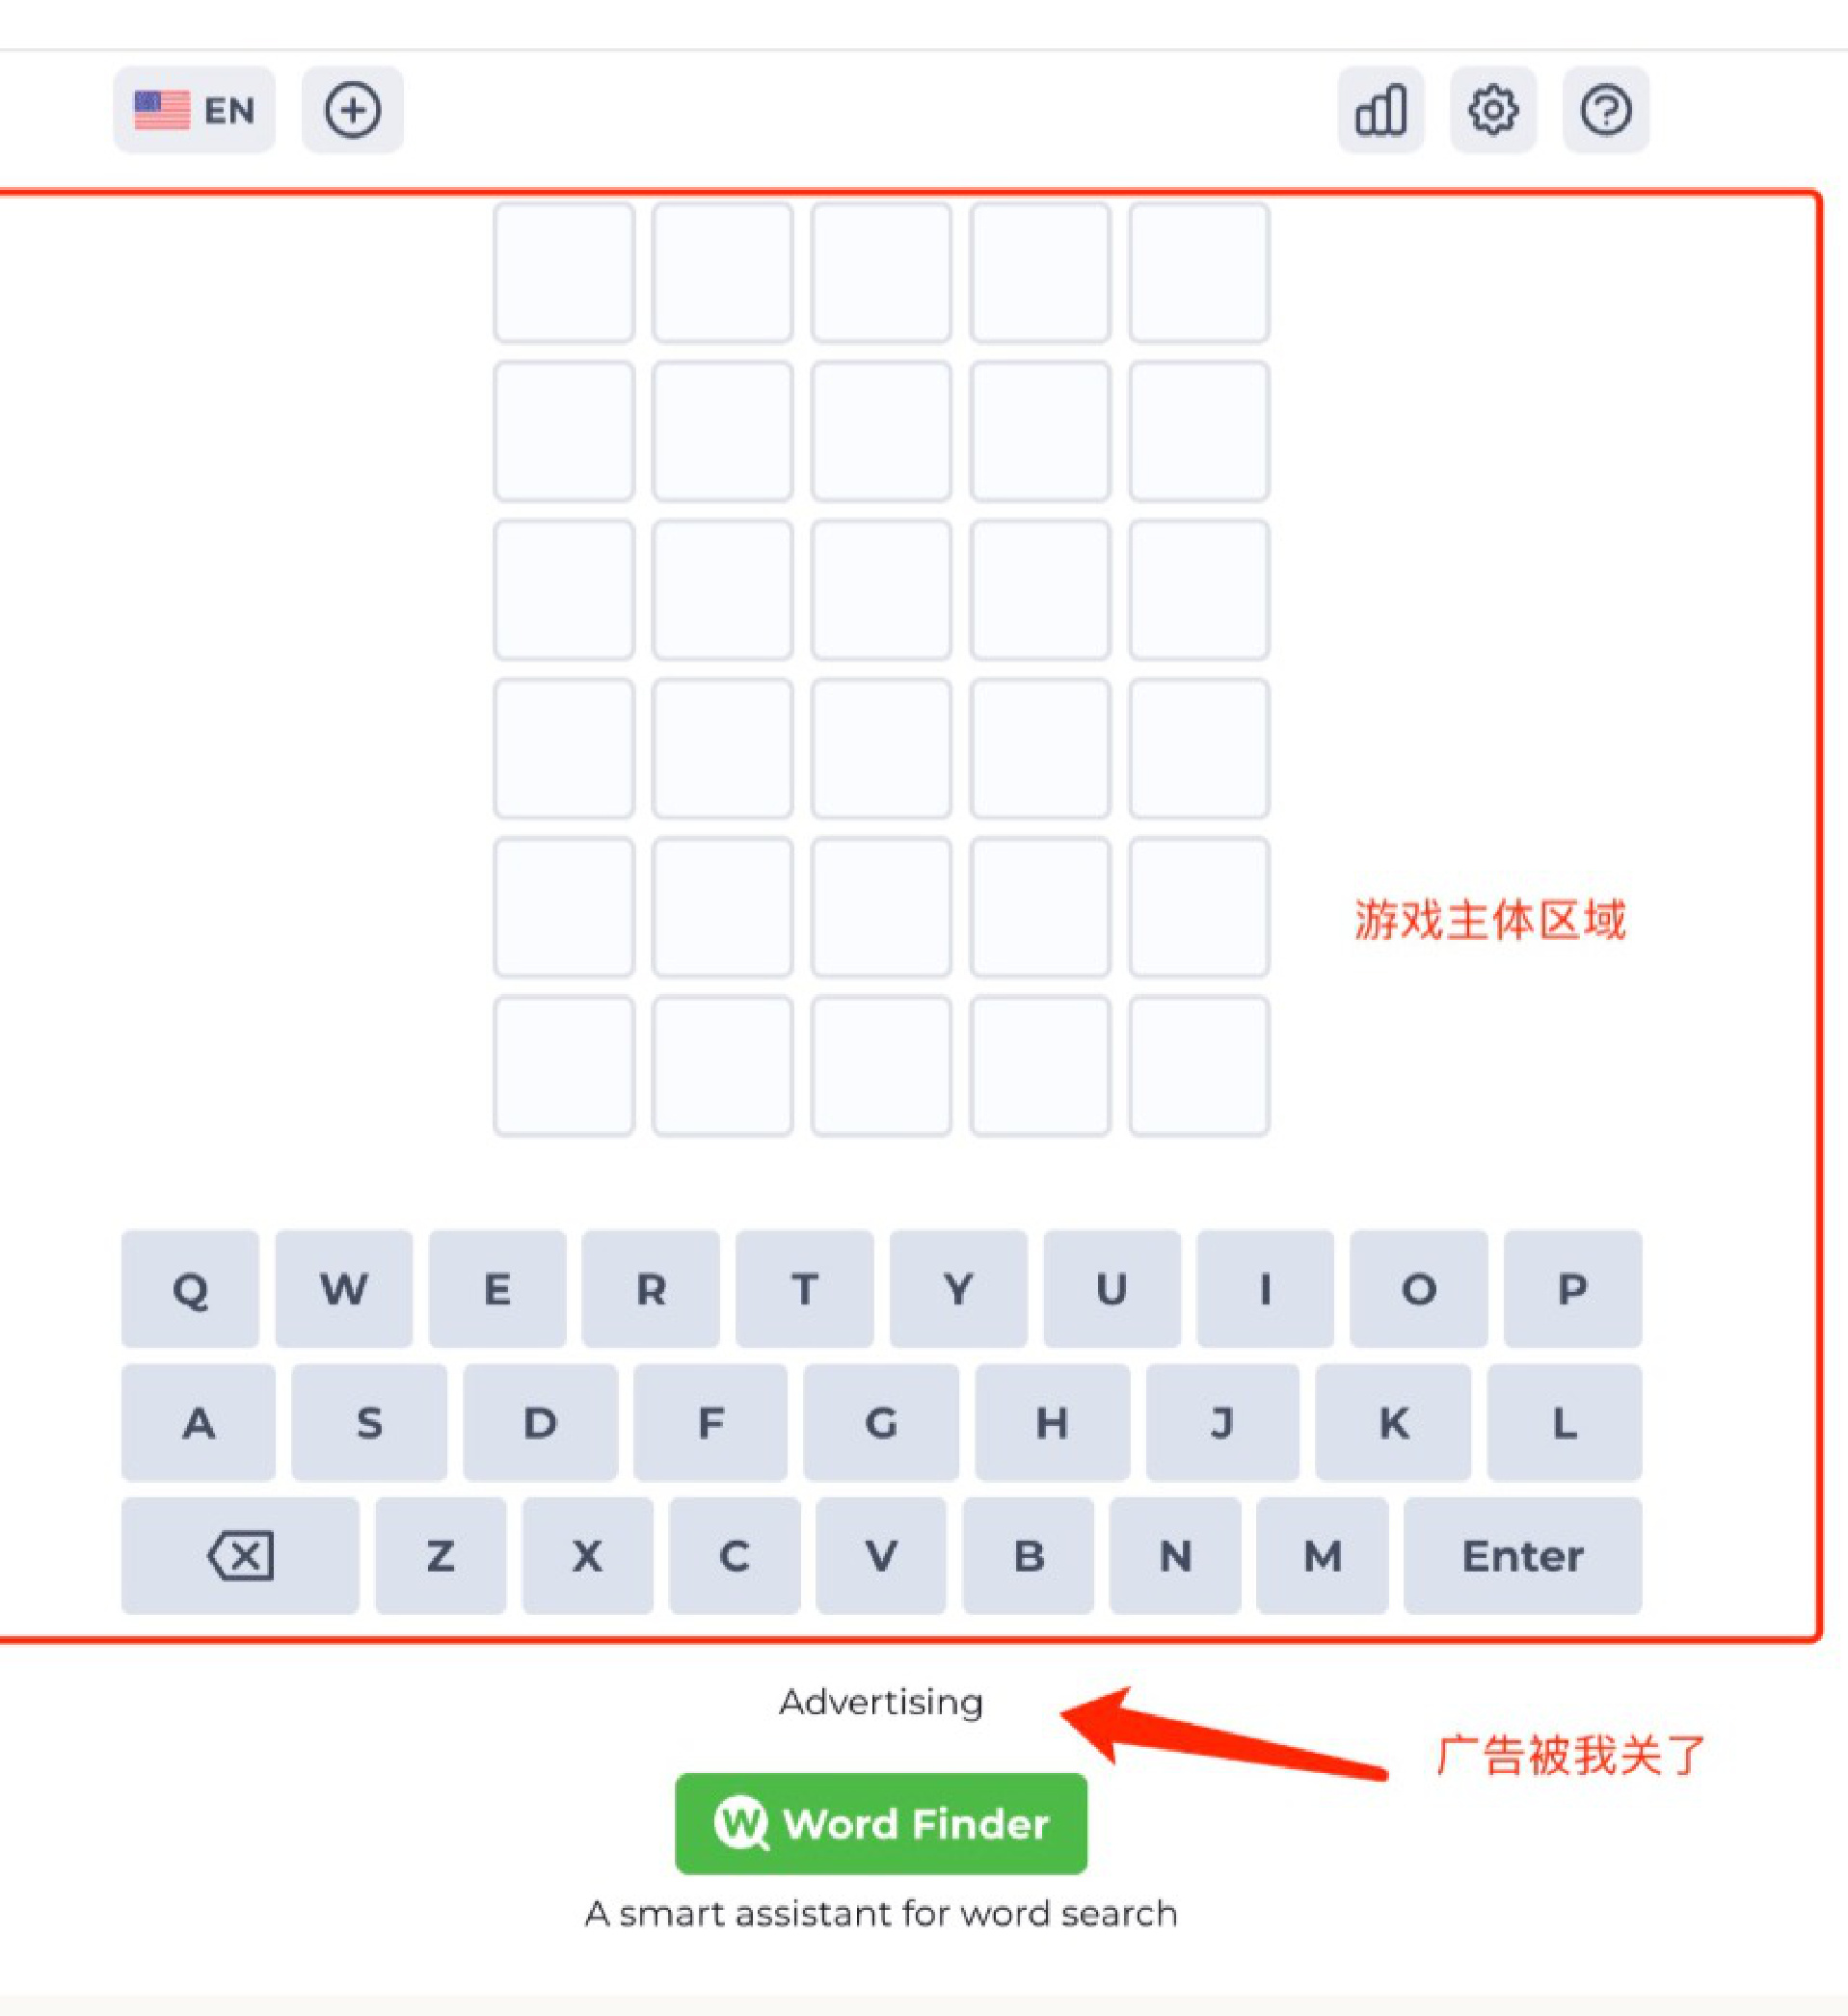 EN
游戏主体区域
Q W E R T Y U I O P
A S D F G H J K L
Z X C V B N M Enter
Advertising
广告被我关了
Word Finder
A smart assistant for word search